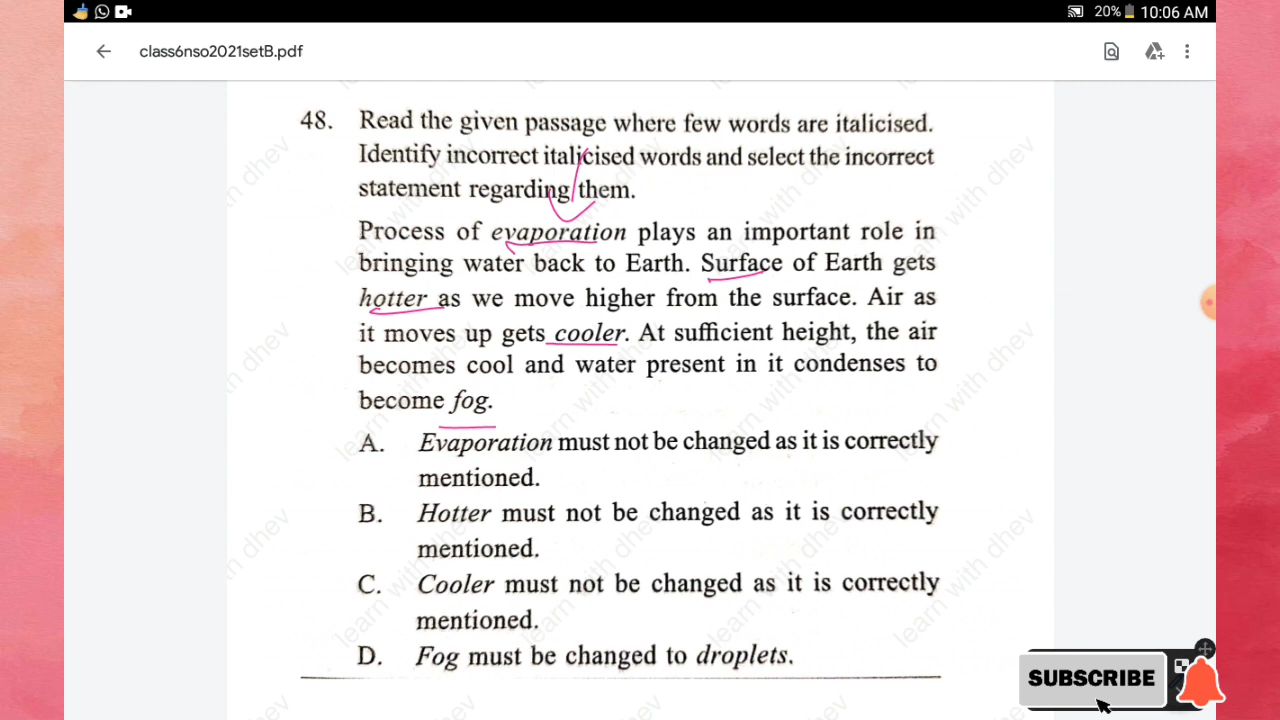 20% 10:06 AM
class6nso2021setB.pdf
48. Read the given passage where few words are italicised.
Identify incorrect italicised words and select the incorrect
statement regarding them.
Process of evaporation plays an important role in
bringing water back to Earth. Surface of Earth gets
hotter as we move higher from the surface. Air as
it moves up gets cooler. At sufficient height, the air
becomes cool and water present in it condenses to
become fog.
A. Evaporation must not be changed as it is correctly
mentioned.
B. Hotter must not be changed as it is correctly
mentioned.
C. Cooler must not be changed as it is correctly
mentioned.
D. Fog must be changed to droplets.
SUBSCRIBE
learn with dhev